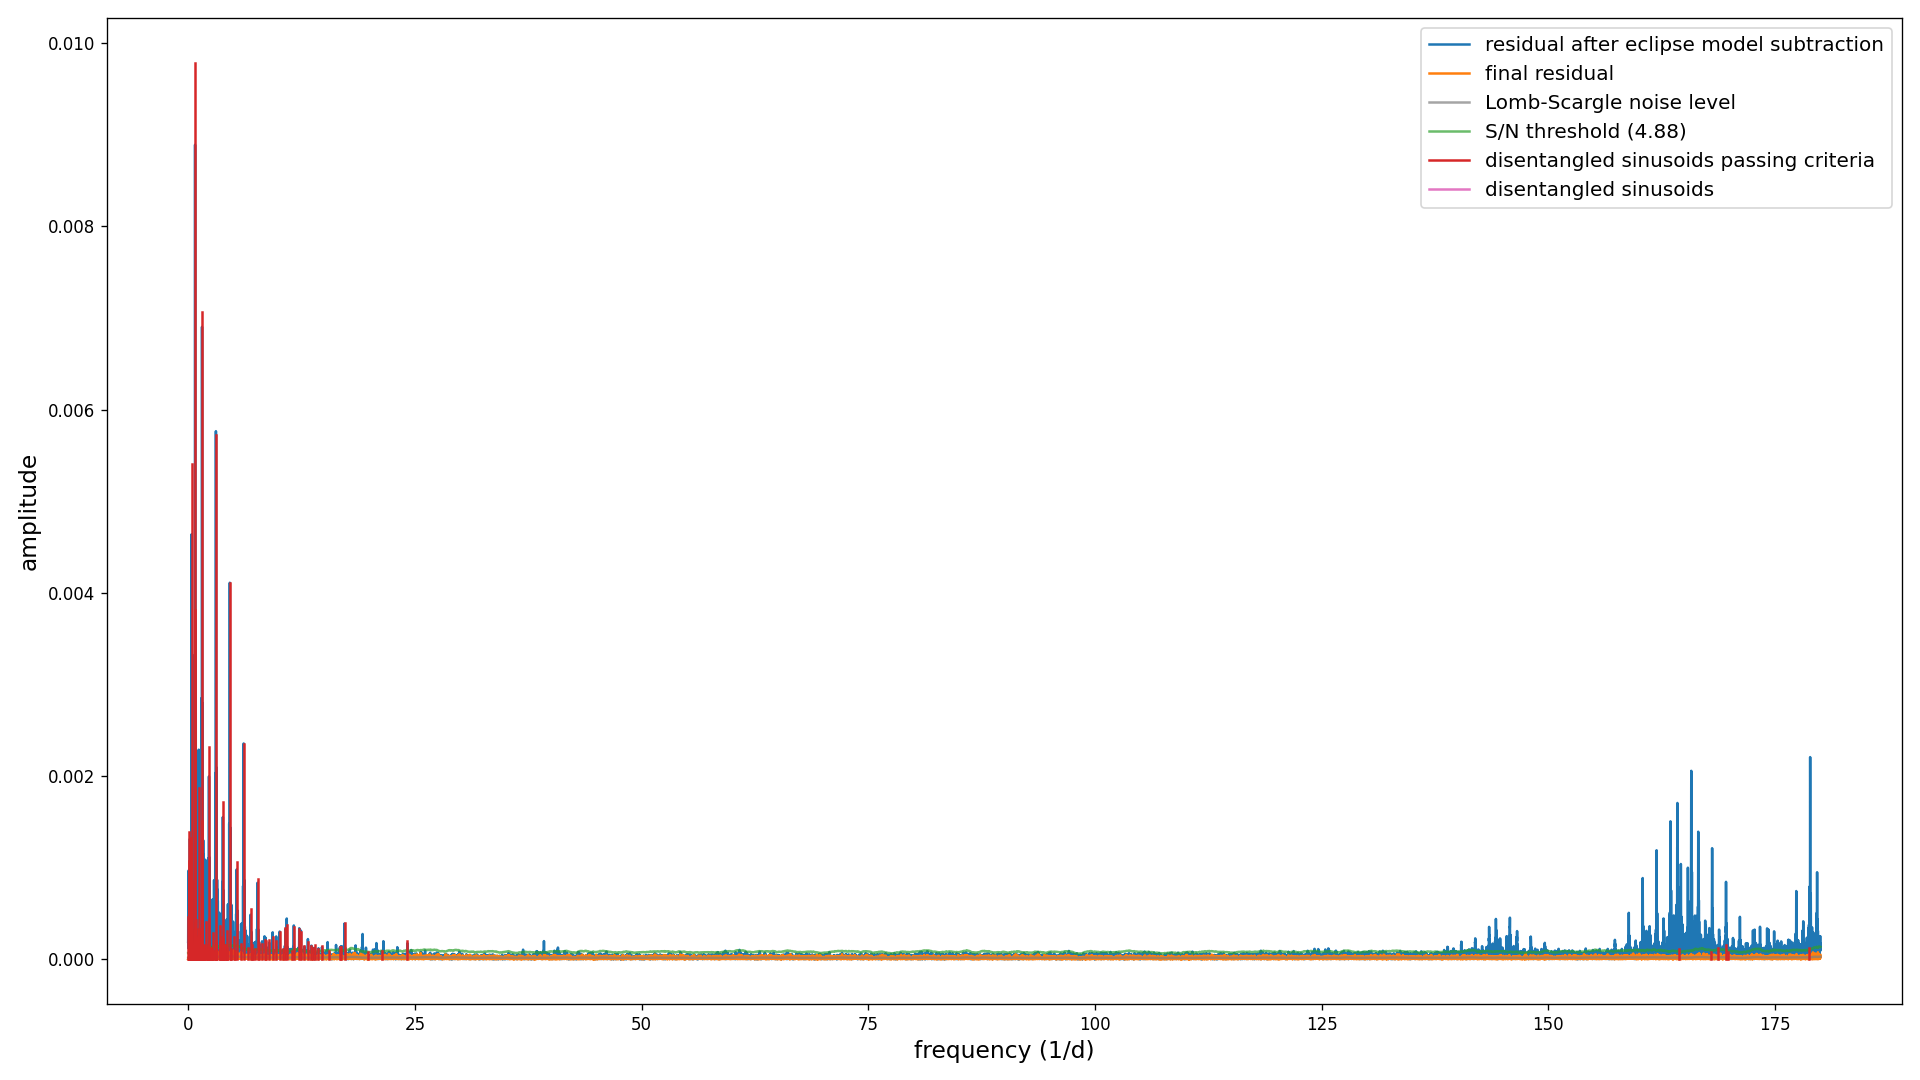 residual after eclipse model subtraction
final residual
Lomb-Scargle noise level
S/N threshold (4.88)
disentangled sinusoids passing criteria
disentangled sinusoids
0.010
0.008
0.006
0.004
0.002
0.000
amplitude
0 25 50 75 100 125 150 175
frequency (1/d)